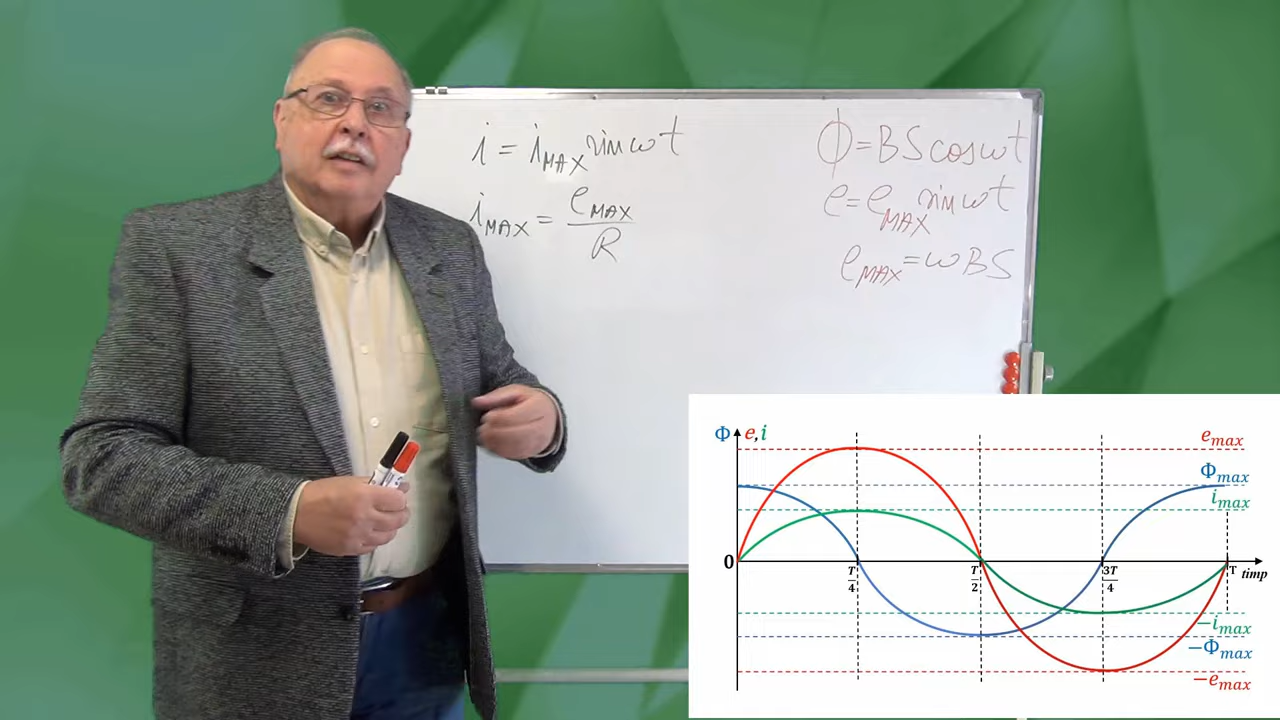 i = iMAX sin ωt
iMAX = eMAX / R
ϕ = BS cos ωt
e = eMAX sin ωt
eMAX = ωBS
Φ e,i
emax
Φmax
imax
0
T/4
T/2
3T/4
T
timp
−imax
−Φmax
−emax